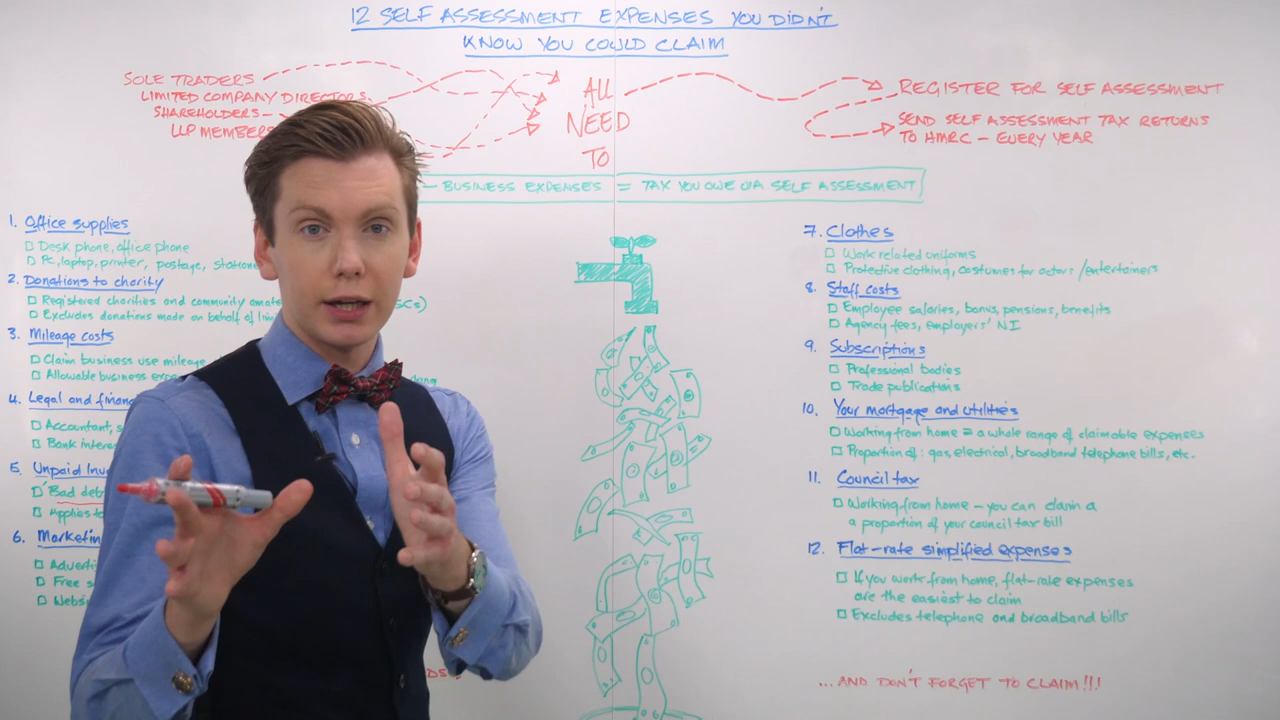 12 SELF ASSESSMENT EXPENSES YOU DIDN'T
KNOW YOU COULD CLAIM
SOLE TRADERS
LIMITED COMPANY DIRECTORS
SHAREHOLDERS
LLP MEMBERS
ALL
NEED
TO
REGISTER FOR SELF ASSESSMENT
SEND SELF ASSESSMENT TAX RETURNS
TO HMRC – EVERY YEAR
– BUSINESS EXPENSES = TAX YOU OWE VIA SELF ASSESSMENT
1. Office supplies
Desk phone, office phone
Pc, laptop, printer, postage,
2. Donations to charity
Registered charities and community
Excludes donations made on behalf of
3. Mileage costs
Claim business use mileage
Allowable business
4. Legal and
Accountant,
Bank
5. Unpaid
'Bad
Applies to
6.
Free
7. Clothes
Work related uniforms
Protective clothing, costumes for actors/entertainers
8. Staff costs
Employee salaries, bonus, pensions, benefits
Agency fees, employers' NI
9. Subscriptions
Professional bodies
Trade publications
10. Your mortgage and utilities
Working from home = a whole range of claimable expenses
Proportion of: gas, electrical, broadband telephone bills, etc.
11. Council tax
Working from home – you can claim a
a proportion of your council tax bill
12. Flat-rate simplified expenses
If you work from home, flat-rate expenses
are the easiest to claim
Excludes telephone and broadband bills
...AND DON'T FORGET TO CLAIM!!!